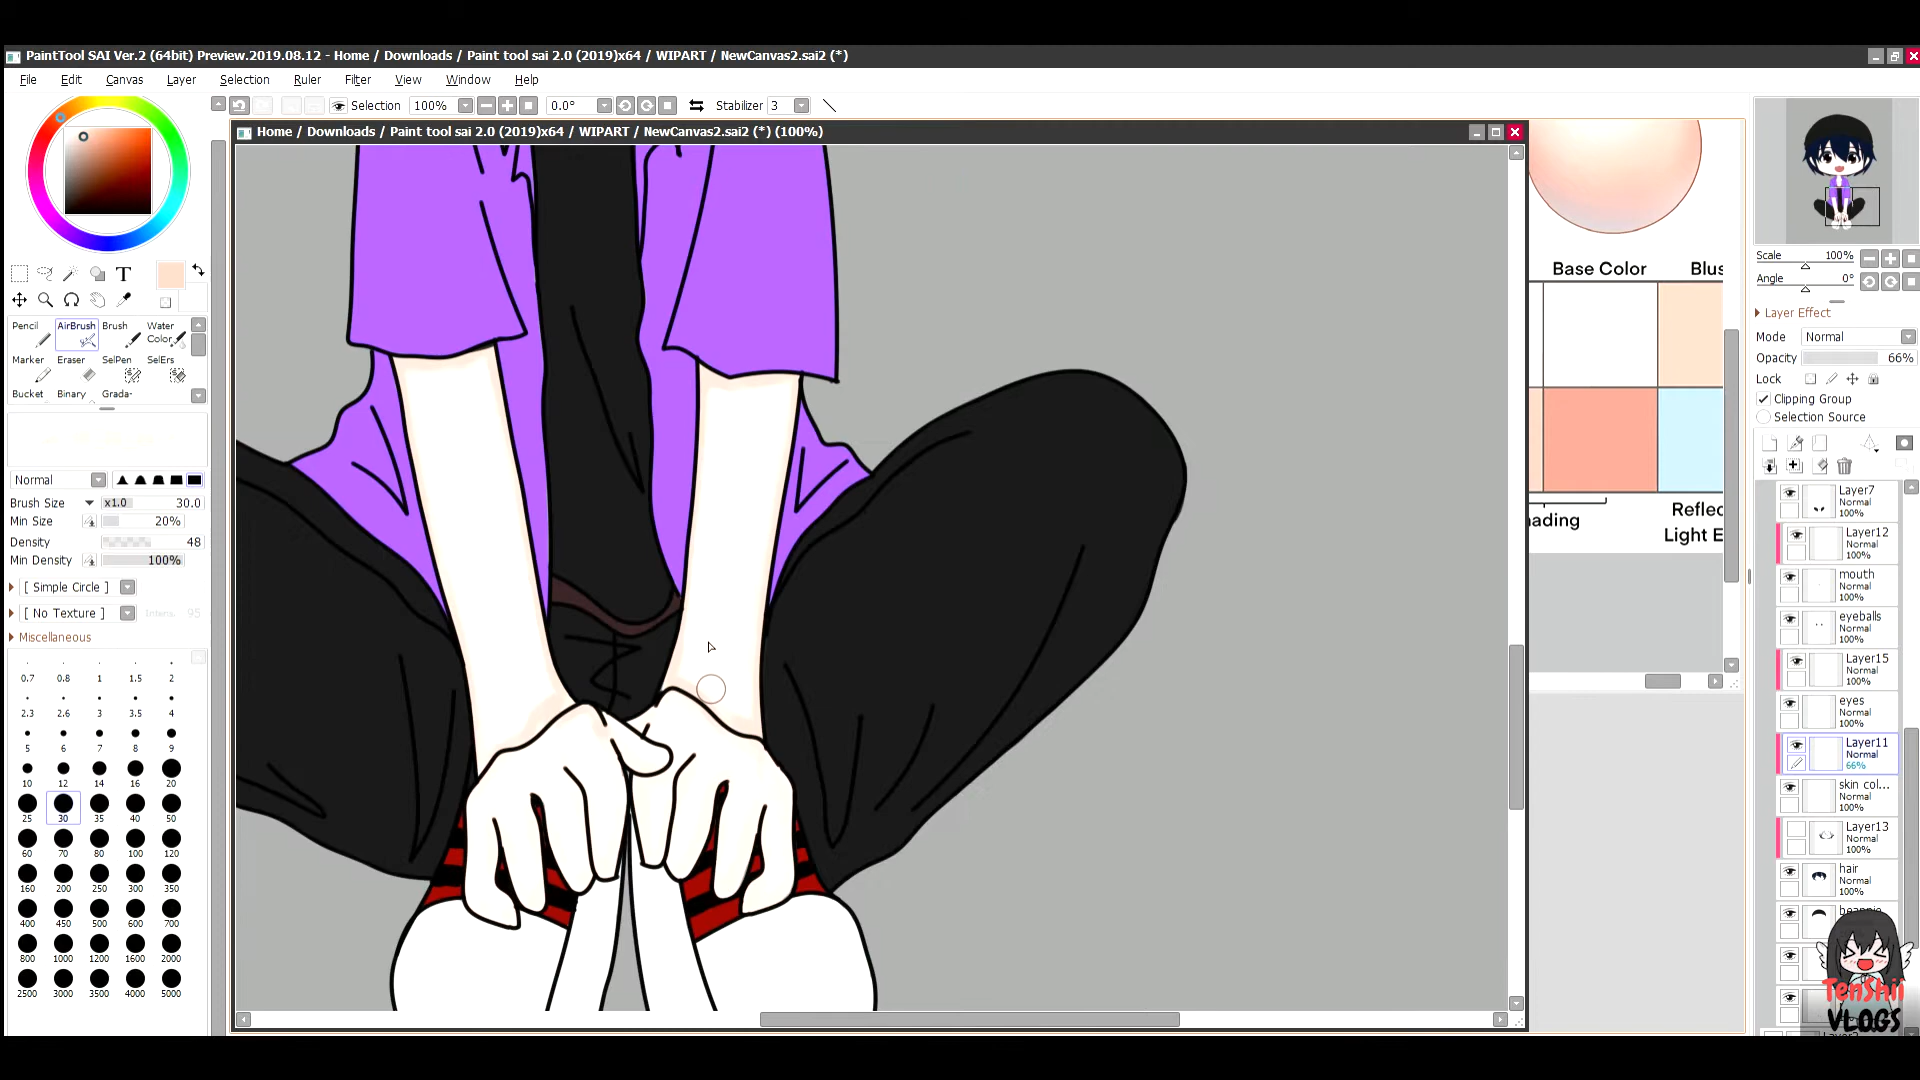 PaintTool SAI Ver.2 (64bit) Preview.2019.08.12 - Home / Downloads / Paint tool sai 2.0 (2019)x64 / WIPART / NewCanvas2.sai2 (*)
File Edit Canvas Layer Selection Ruler Filter View Window Help
Selection 100% 0.0° Stabilizer 3
Home / Downloads / Paint tool sai 2.0 (2019)x64 / WIPART / NewCanvas2.sai2 (*) (100%)
T
Pencil AirBrush Brush Water Color
Marker Eraser SelPen SelErs
Bucket Binary Grada-
Normal
Brush Size x1.0 30.0
Min Size 20%
Density 48
Min Density 100%
[ Simple Circle ]
[ No Texture ] Intens. 95
Miscellaneous
0.7 0.8 1 1.5 2
2.3 2.6 3 3.5 4
5 6 7 8 9
10 12 14 16 20
25 30 35 40 50
60 70 80 100 120
160 200 250 300 350
400 450 500 600 700
800 1000 1200 1600 2000
2500 3000 3500 4000 5000
Base Color Blus
ading
Reflec
Light E
Scale 100%
Angle 0°
Layer Effect
Mode Normal
Opacity 66%
Lock
Clipping Group
Selection Source
Layer7
Normal
100%
Layer12
Normal
100%
mouth
Normal
100%
eyeballs
Normal
100%
Layer15
Normal
100%
eyes
Normal
100%
Layer11
Normal
66%
skin col...
Normal
100%
Layer13
Normal
100%
hair
Normal
100%
TenShii
VLOGS